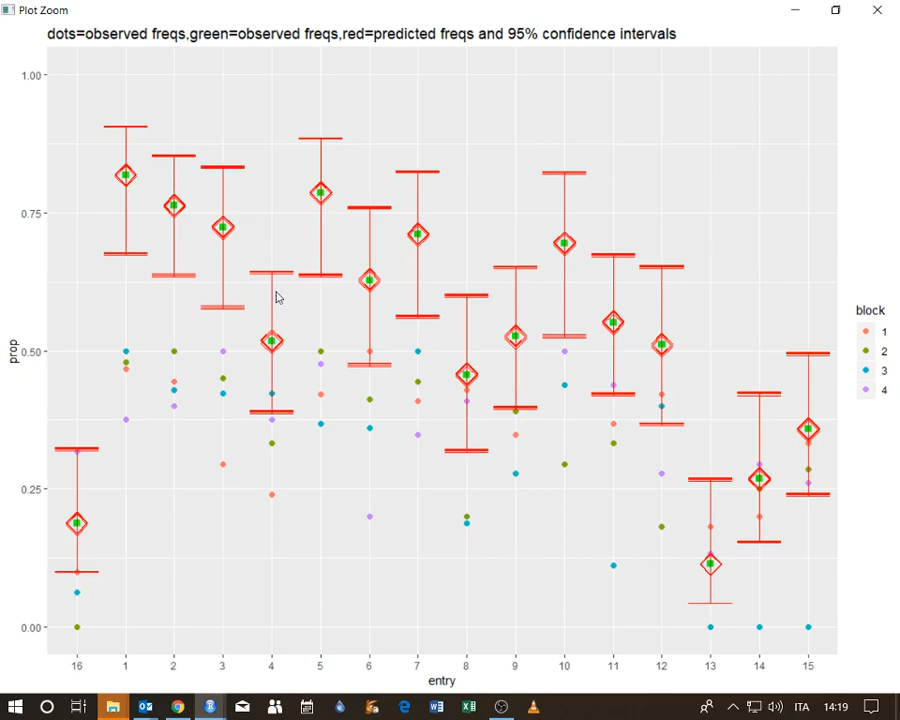 Plot Zoom
dots=observed freqs,green=observed freqs,red=predicted freqs and 95% confidence intervals
1.00
0.75
0.50
0.25
0.00
prop
16 1 2 3 4 5 6 7 8 9 10 11 12 13 14 15
entry
block
1
2
3
4
ITA 14:19